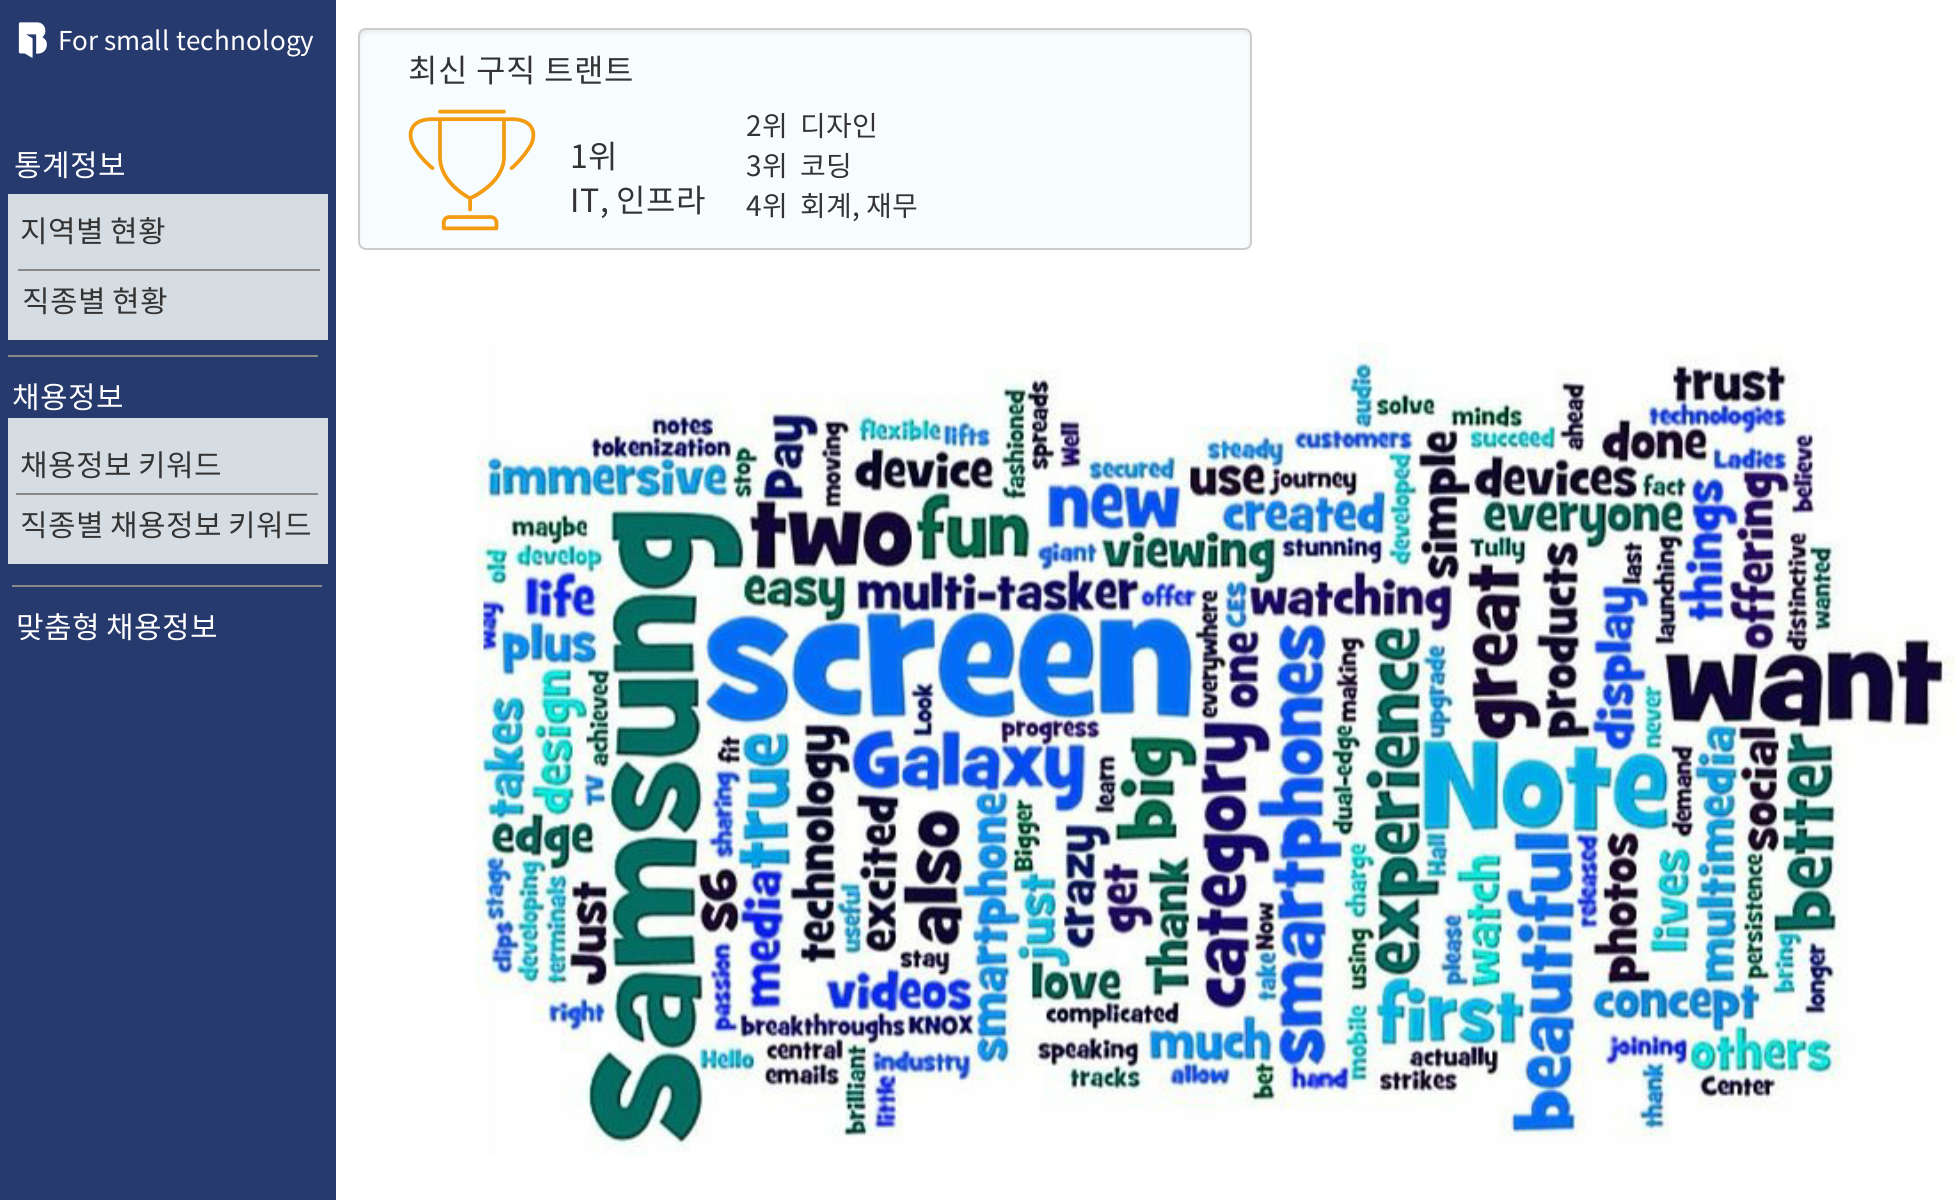 For small technology
통계정보
지역별 현황
직종별 현황
채용정보
채용정보 키워드
직종별 채용정보 키워드
맞춤형 채용정보
최신 구직 트랜트
1위
IT, 인프라
2위 디자인
3위 코딩
4위 회계, 재무
notes
tokenization
immersive
stop
Pay
moving
flexible
lifts
device
fashioned
spreads
Well
secured
steady
customers
audio
solve
minds
succeed
ahead
trust
technologies
done
Ladies
believe
use
journey
developed
simple
devices
fact
things
offering
maybe
old
develop
two
fun
new
created
everyone
giant
viewing
stunning
Tully
products
last
launching
distinctive
wanted
way
life
plus
Samsung
easy
multi-tasker
offer
everywhere
CES
watching
great
display
screen
one
smartphones
making
experience
upgrade
never
want
takes
design
achieved
TV
Look
progress
Galaxy
learn
big
category
dual-edge
Note
demand
multimedia
social
better
edge
sharing
fit
true
technology
excited
also
smartphone
Bigger
crazy
get
Thank
Hall
beautiful
released
photos
lives
persistence
stage
clips
developing
terminals
Just
S6
media
useful
just
take
Now
charge
using
please
watch
bring
longer
passion
stay
videos
love
complicated
first
concept
right
breakthroughs
KNOX
Hello
central
emails
brilliant
industry
little
speaking
tracks
much
allow
bet
hand
mobile
actually
strikes
joining
others
thank
Center